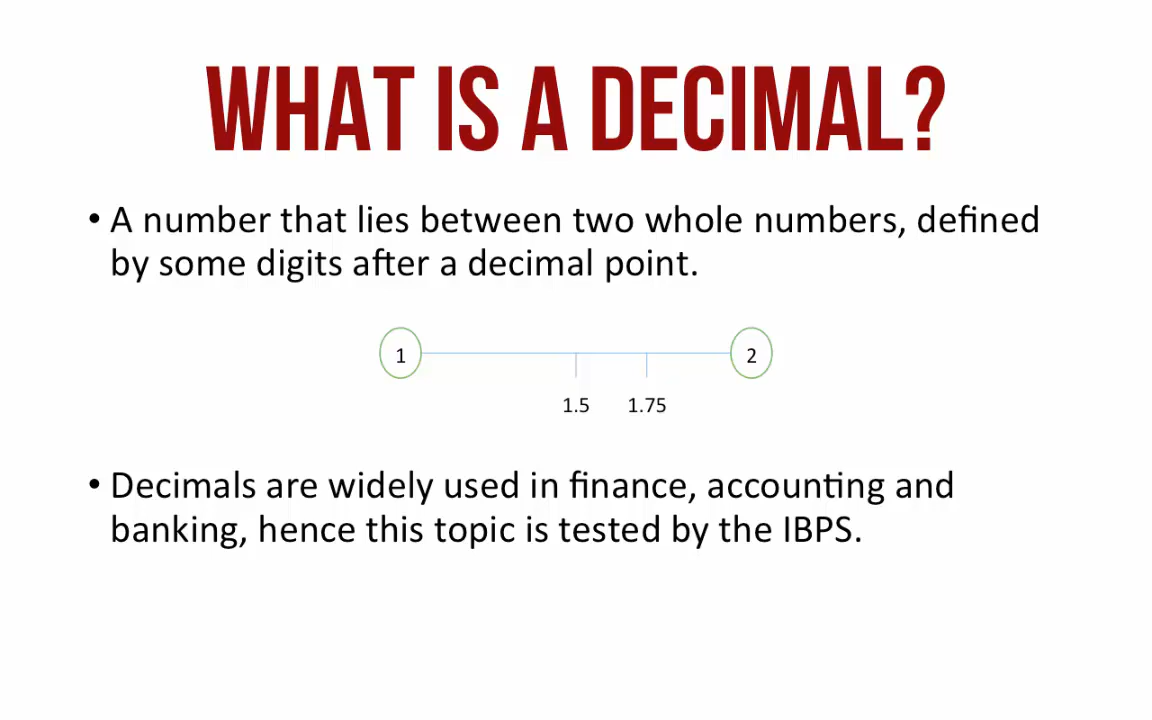 WHAT IS A DECIMAL?
• A number that lies between two whole numbers, defined
by some digits after a decimal point.
1 2
1.5 1.75
• Decimals are widely used in finance, accounting and
banking, hence this topic is tested by the IBPS.